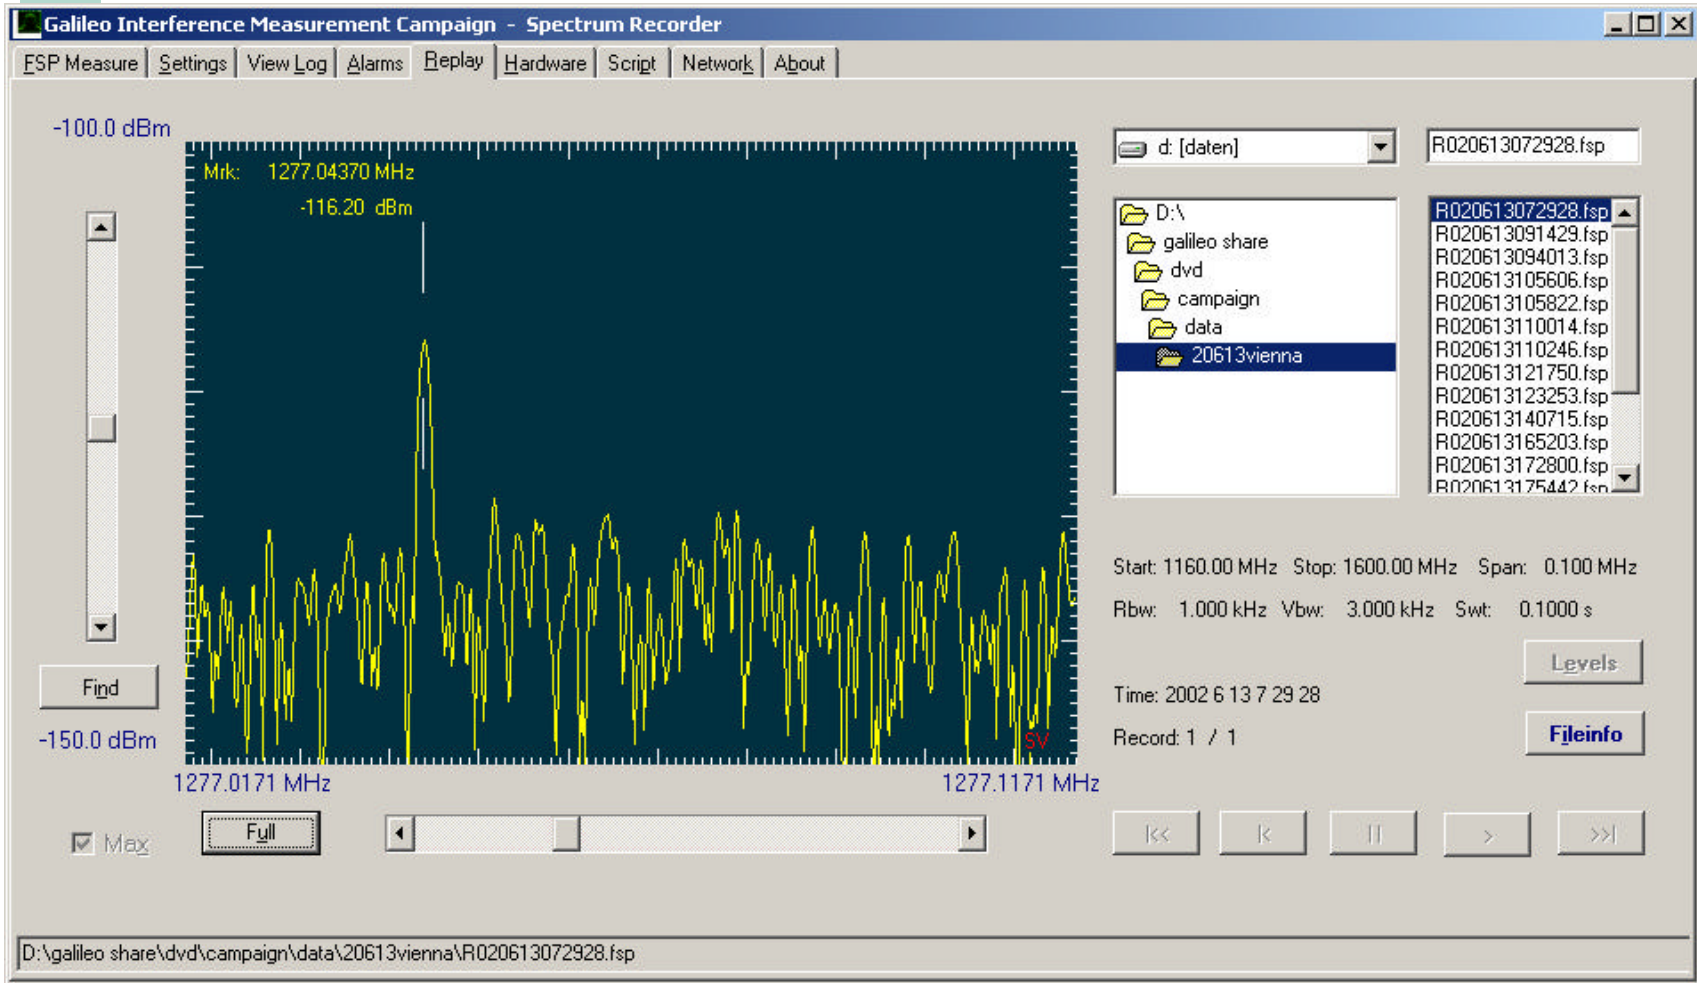 Galileo Interference Measurement Campaign - Spectrum Recorder
FSP Measure Settings View Log Alarms Replay Hardware Script Network About
-100.0 dBm
Mrk: 1277.04370 MHz
-116.20 dBm
SV
Find
-150.0 dBm
1277.0171 MHz 1277.1171 MHz
Max
Full
d: [daten]
R020613072928.fsp
D:\
galileo share
dvd
campaign
data
20613vienna
R020613072928.fsp
R020613091429.fsp
R020613094013.fsp
R020613105606.fsp
R020613105822.fsp
R020613110014.fsp
R020613110246.fsp
R020613121750.fsp
R020613123253.fsp
R020613140715.fsp
R020613165203.fsp
R020613172800.fsp
R020613175442.fsp
Start: 1160.00 MHz Stop: 1600.00 MHz Span: 0.100 MHz
Rbw: 1.000 kHz Vbw: 3.000 kHz Swt: 0.1000 s
Levels
Time: 2002 6 13 7 29 28
Record: 1 / 1
Fileinfo
|<< |< || > >>|
D:\galileo share\dvd\campaign\data\20613vienna\R020613072928.fsp